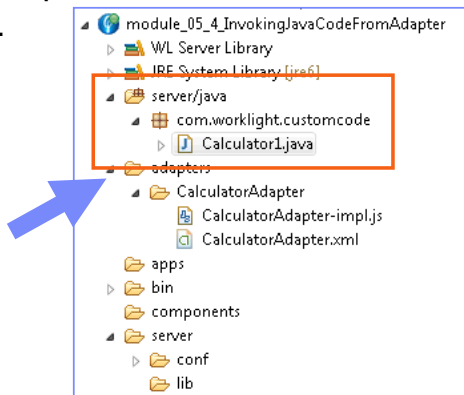 module_05_4_InvokingJavaCodeFromAdapter
WL Server Library
JRE System Library [jre6]
server/java
com.worklight.customcode
Calculator1.java
adapters
CalculatorAdapter
CalculatorAdapter-impl.js
CalculatorAdapter.xml
apps
bin
components
server
conf
lib